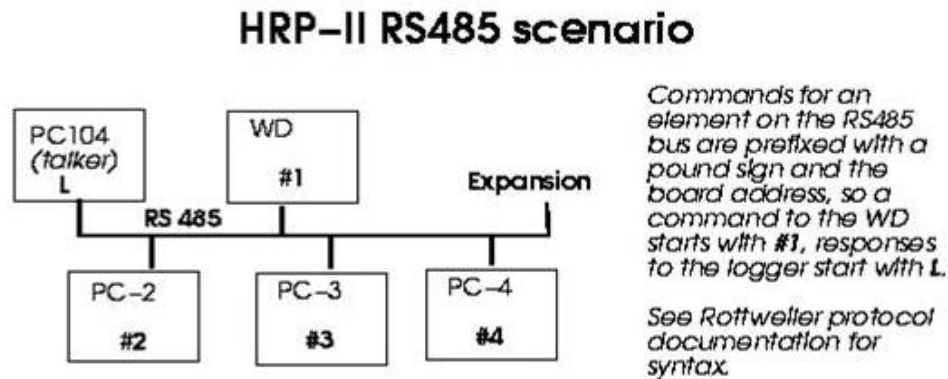 HRP-II RS485 scenario
PC104
(talker)
L
WD
#1
Expansion
RS 485
PC-2
#2
PC-3
#3
PC-4
#4
Commands for an
element on the RS485
bus are prefixed with a
pound sign and the
board address, so a
command to the WD
starts with #1, responses
to the logger start with L.
See Rottweiler protocol
documentation for
syntax.